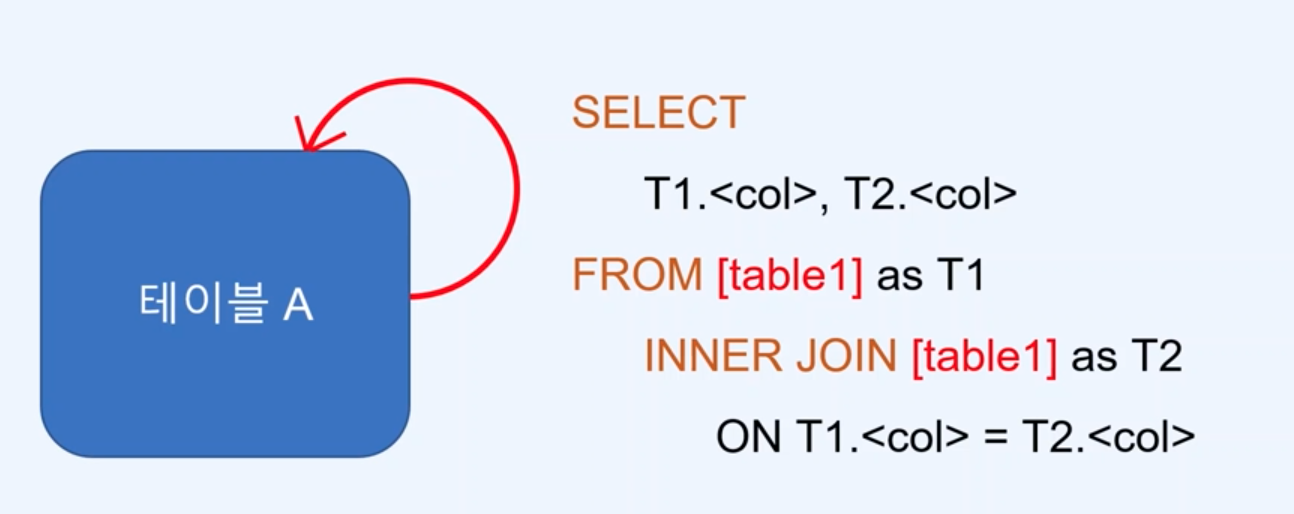 테이블 A
SELECT
T1.<col>, T2.<col>
FROM [table1] as T1
INNER JOIN [table1] as T2
ON T1.<col> = T2.<col>